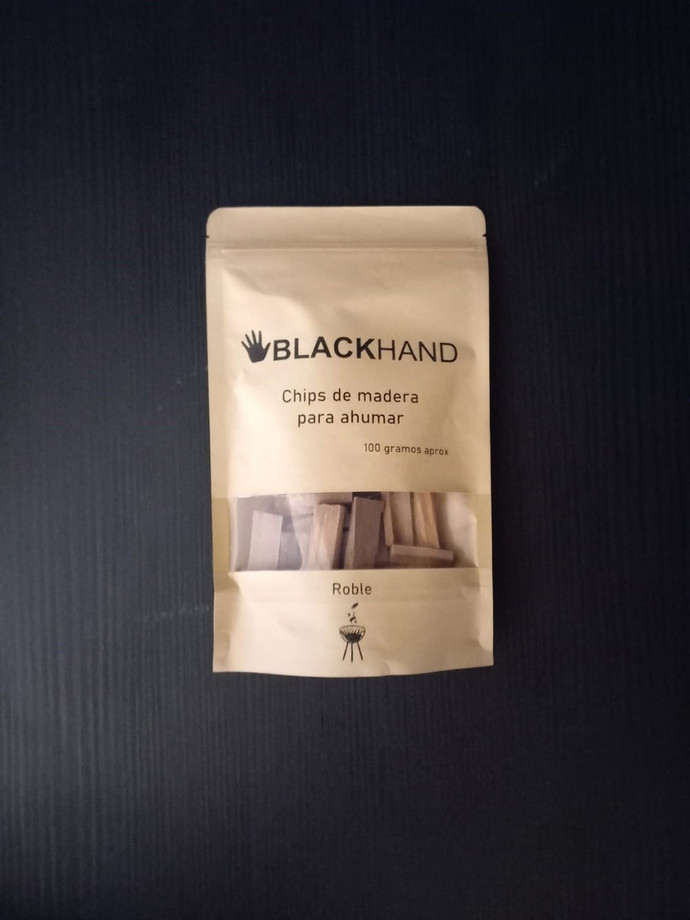 BLACKHAND
Chips de madera
para ahumar
100 gramos aprox
Roble